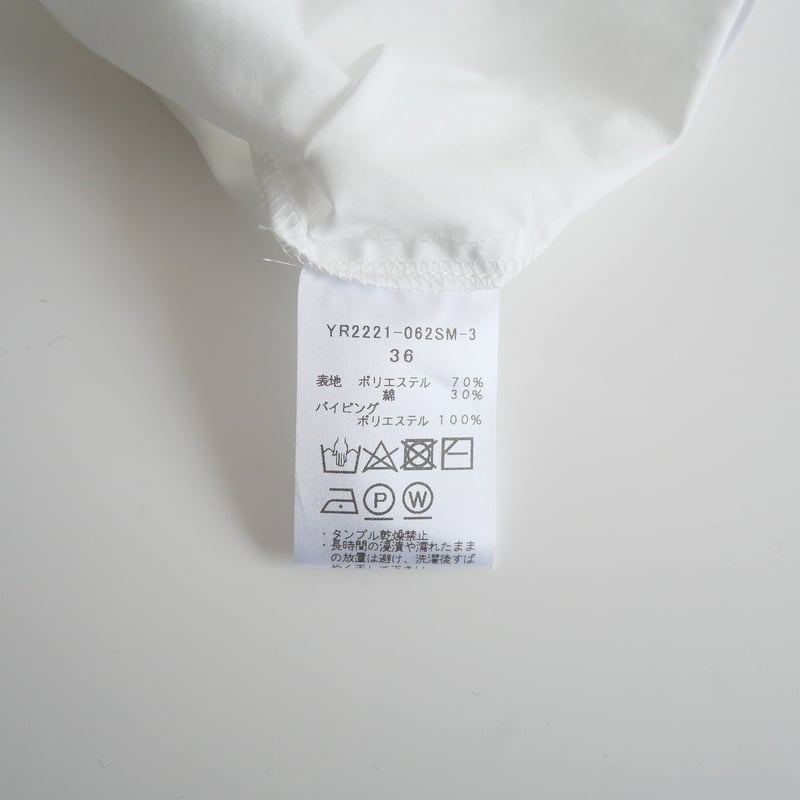 YR2221-062SM-3
36
表地 ポリエステル 70%
綿 30%
パイピング
ポリエステル 100%
P W
・タンブル乾燥禁止
・長時間の浸漬や濡れたまま
の放置は避け、洗濯後すば